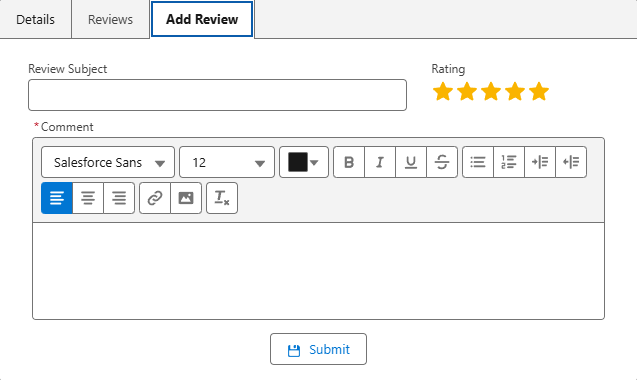 Details Reviews Add Review
Review Subject Rating
*Comment
Salesforce Sans 12 B I U S
Submit